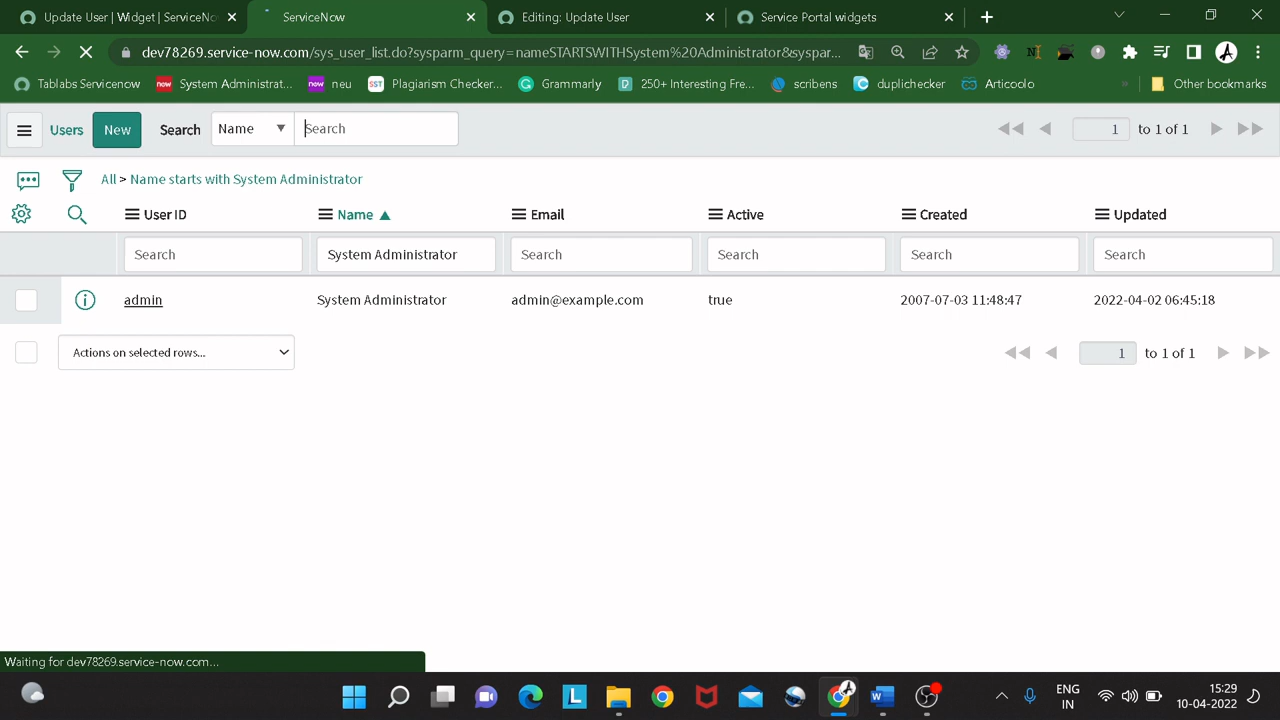 Update User | Widget | ServiceNo
ServiceNow
Editing: Update User
Service Portal widgets
dev78269.service-now.com/sys_user_list.do?sysparm_query=nameSTARTSWITHSystem%20Administrator&syspar...
Tablabs Servicenow
now System Administrat...
now neu
SST Plagiarism Checker...
Grammarly
250+ Interesting Fre...
scribens
duplichecker
Articoolo
»
Other bookmarks
Users New Search Name Search 1 to 1 of 1
All > Name starts with System Administrator
User ID Name Email Active Created Updated
Search System Administrator Search Search Search Search
admin System Administrator admin@example.com true 2007-07-03 11:48:47 2022-04-02 06:45:18
Actions on selected rows... 1 to 1 of 1
Waiting for dev78269.service-now.com...
ENG
IN
15:29
10-04-2022